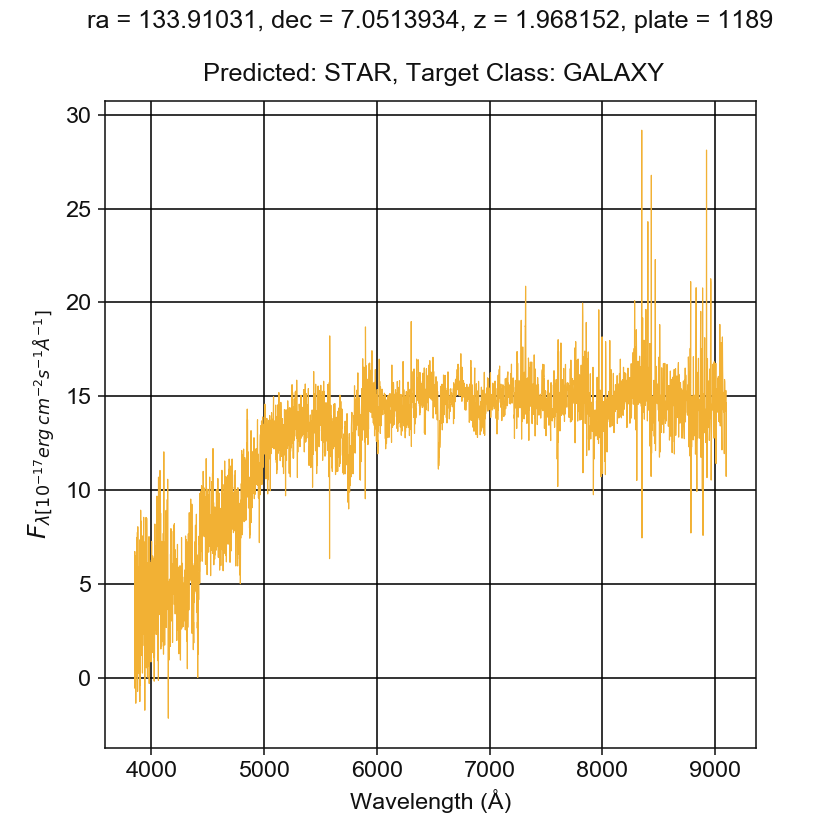 ra = 133.91031, dec = 7.0513934, z = 1.968152, plate = 1189
Predicted: STAR, Target Class: GALAXY
30
25
20
15
10
5
0
F_{λ[10^{−17} erg cm^{−2} s^{−1} Å^{−1}]}
4000 5000 6000 7000 8000 9000
Wavelength (Å)